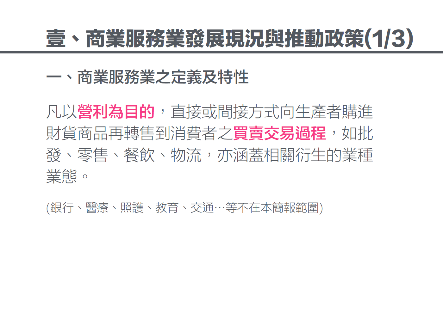 壹、商業服務業發展現況與推動政策(1/3)
一、商業服務業之定義及特性
凡以營利為目的，直接或間接方式向生產者購進
財貨商品再轉售到消費者之買賣交易過程，如批
發、零售、餐飲、物流，亦涵蓋相關衍生的業種
業態。
(銀行、醫療、照護、教育、交通…等不在本簡報範圍)